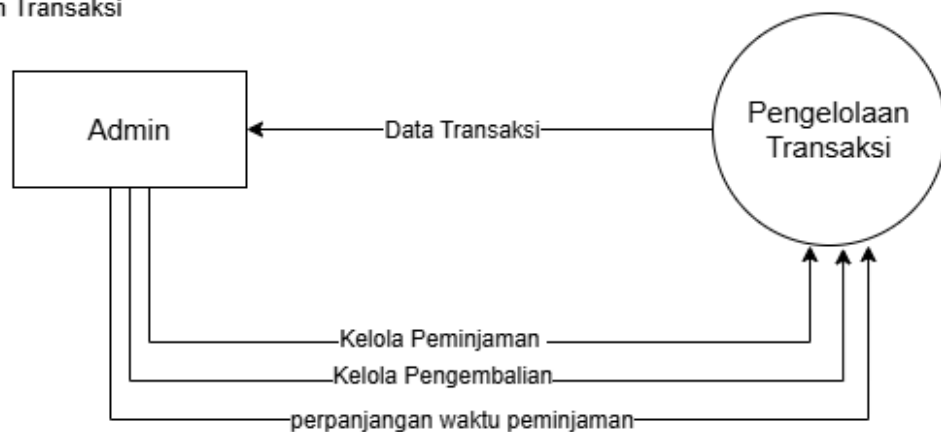 Transaksi
Admin
Data Transaksi
Pengelolaan
Transaksi
Kelola Peminjaman
Kelola Pengembalian
perpanjangan waktu peminjaman